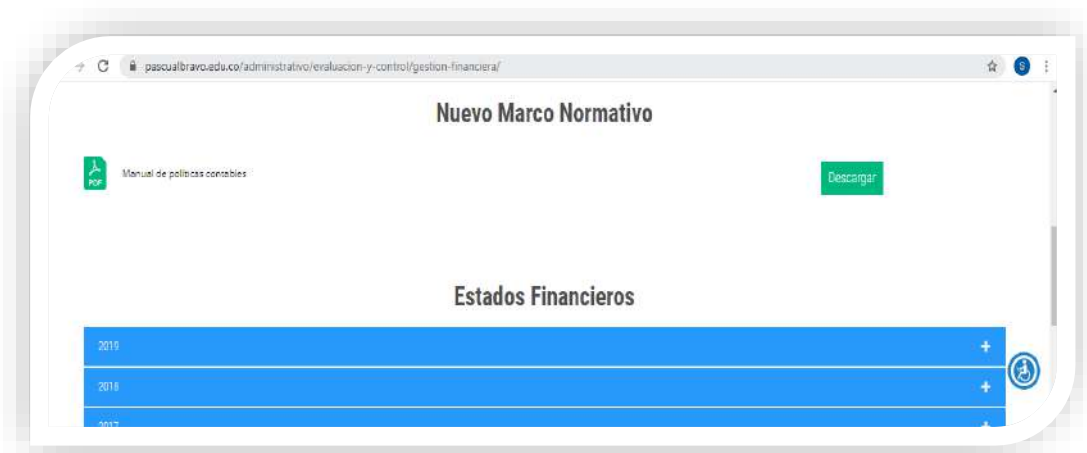 pascualbravo.edu.co/administrativo/evaluacion-y-control/gestion-financiera/
S
Nuevo Marco Normativo
PDF
Manual de políticas contables
Descargar
Estados Financieros
2019
+
2018
+
2017
+